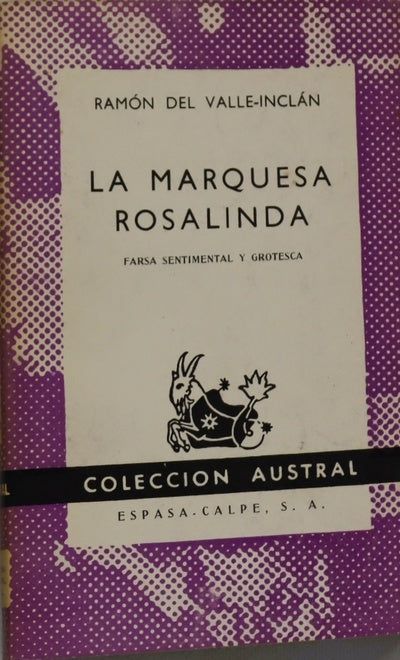 RAMÓN DEL VALLE-INCLÁN
LA MARQUESA
ROSALINDA
FARSA SENTIMENTAL Y GROTESCA
COLECCION AUSTRAL
ESPASA-CALPE, S. A.